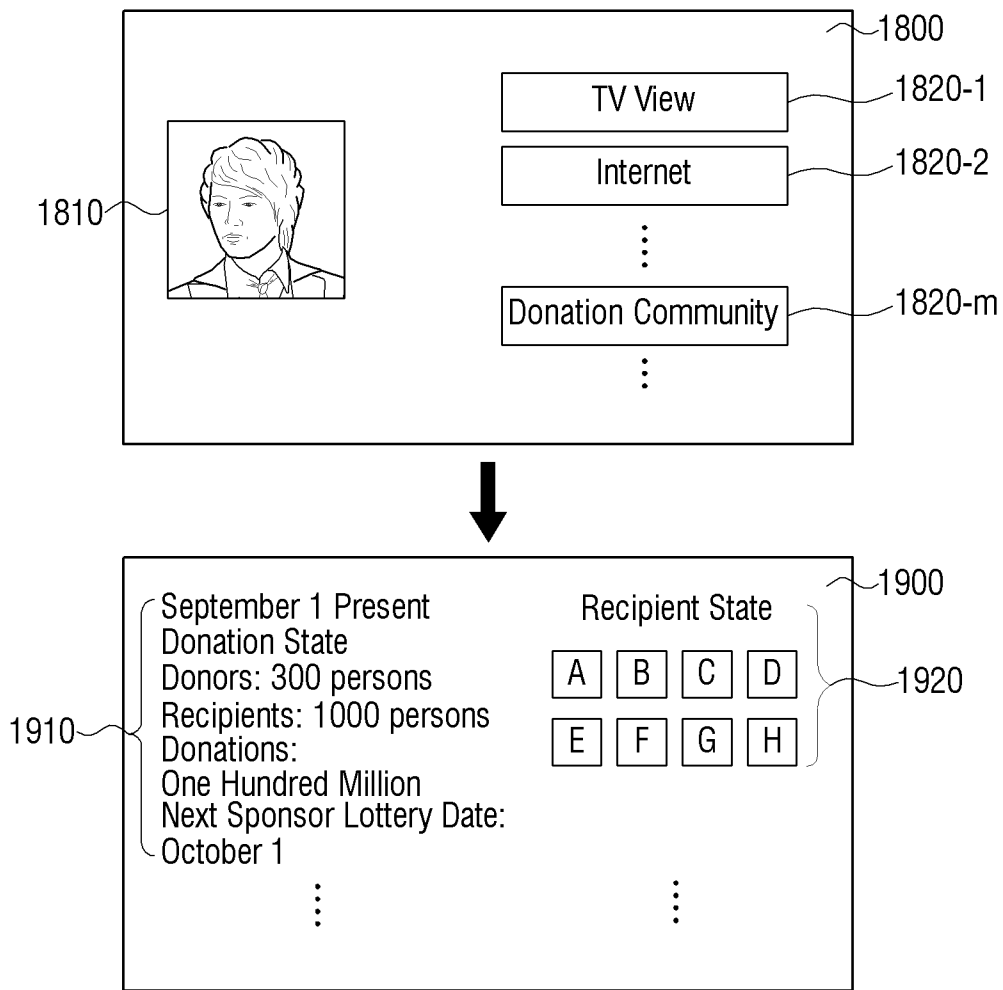 1800
TV View
1820-1
Internet
1820-2
1810
Donation Community
1820-m
1900
September 1 Present
Donation State
Donors: 300 persons
Recipients: 1000 persons
Donations:
One Hundred Million
Next Sponsor Lottery Date:
October 1
1910
Recipient State
A B C D
E F G H
1920